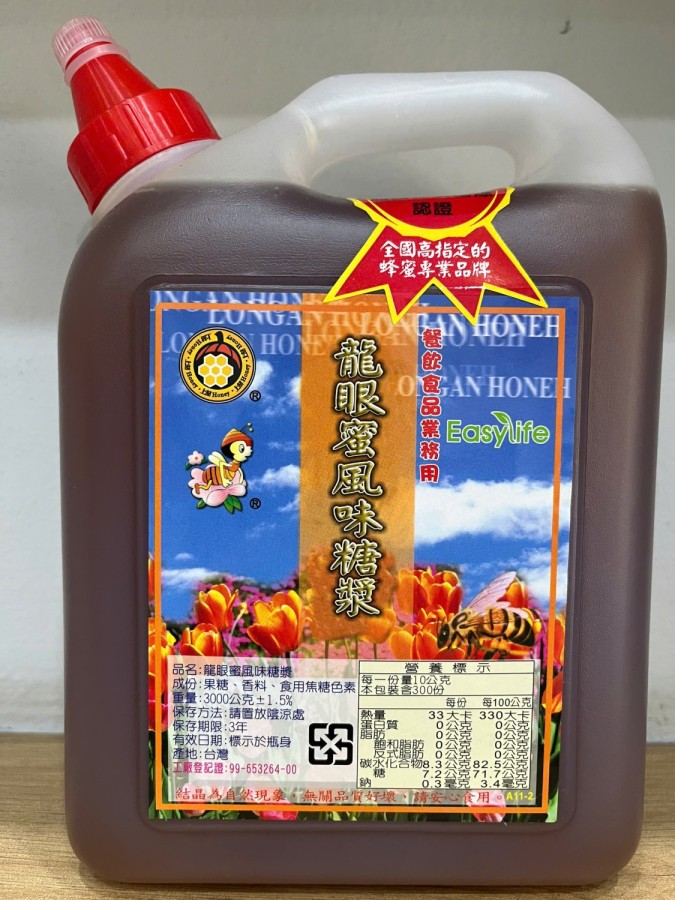 認證
全國高指定的
蜂蜜專業品牌
LONGAN HONEH
ONGAN HONEH
餐飲食品業務用
Easylife
龍眼蜜風味糖漿
®
®
品名:龍眼蜜風味糖漿
成份:果糖、香料、食用焦糖色素
重量:3000公克±1.5%
保存方法:請置放陰涼處
保存期限:3年
有效日期:標示於瓶身
產地:台灣
工廠登記證:99-653264-00
營養標示
每一份量10公克
本包裝含300份
每份 每100公克
熱量 33大卡 330大卡
蛋白質 0公克 0公克
脂肪 0公克 0公克
飽和脂肪 0公克 0公克
反式脂肪 0公克 0公克
碳水化合物 8.3公克 82.5公克
糖 7.2公克 71.7公克
鈉 0.3毫克 3.4毫克
結晶為自然現象，無關品質好壞、請安心食用。A11-2